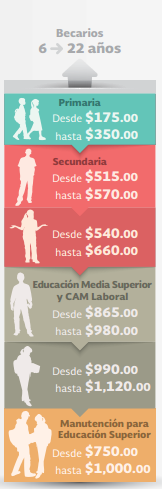 Becarios
6 → 22 años
Primaria
Desde $175.00
hasta $350.00
Secundaria
Desde $515.00
hasta $570.00
Desde $540.00
hasta $660.00
Educación Media Superior
y CAM Laboral
Desde $865.00
hasta $980.00
Desde $990.00
hasta $1,120.00
Manutención para
Educación Superior
Desde $750.00
hasta $1,000.00